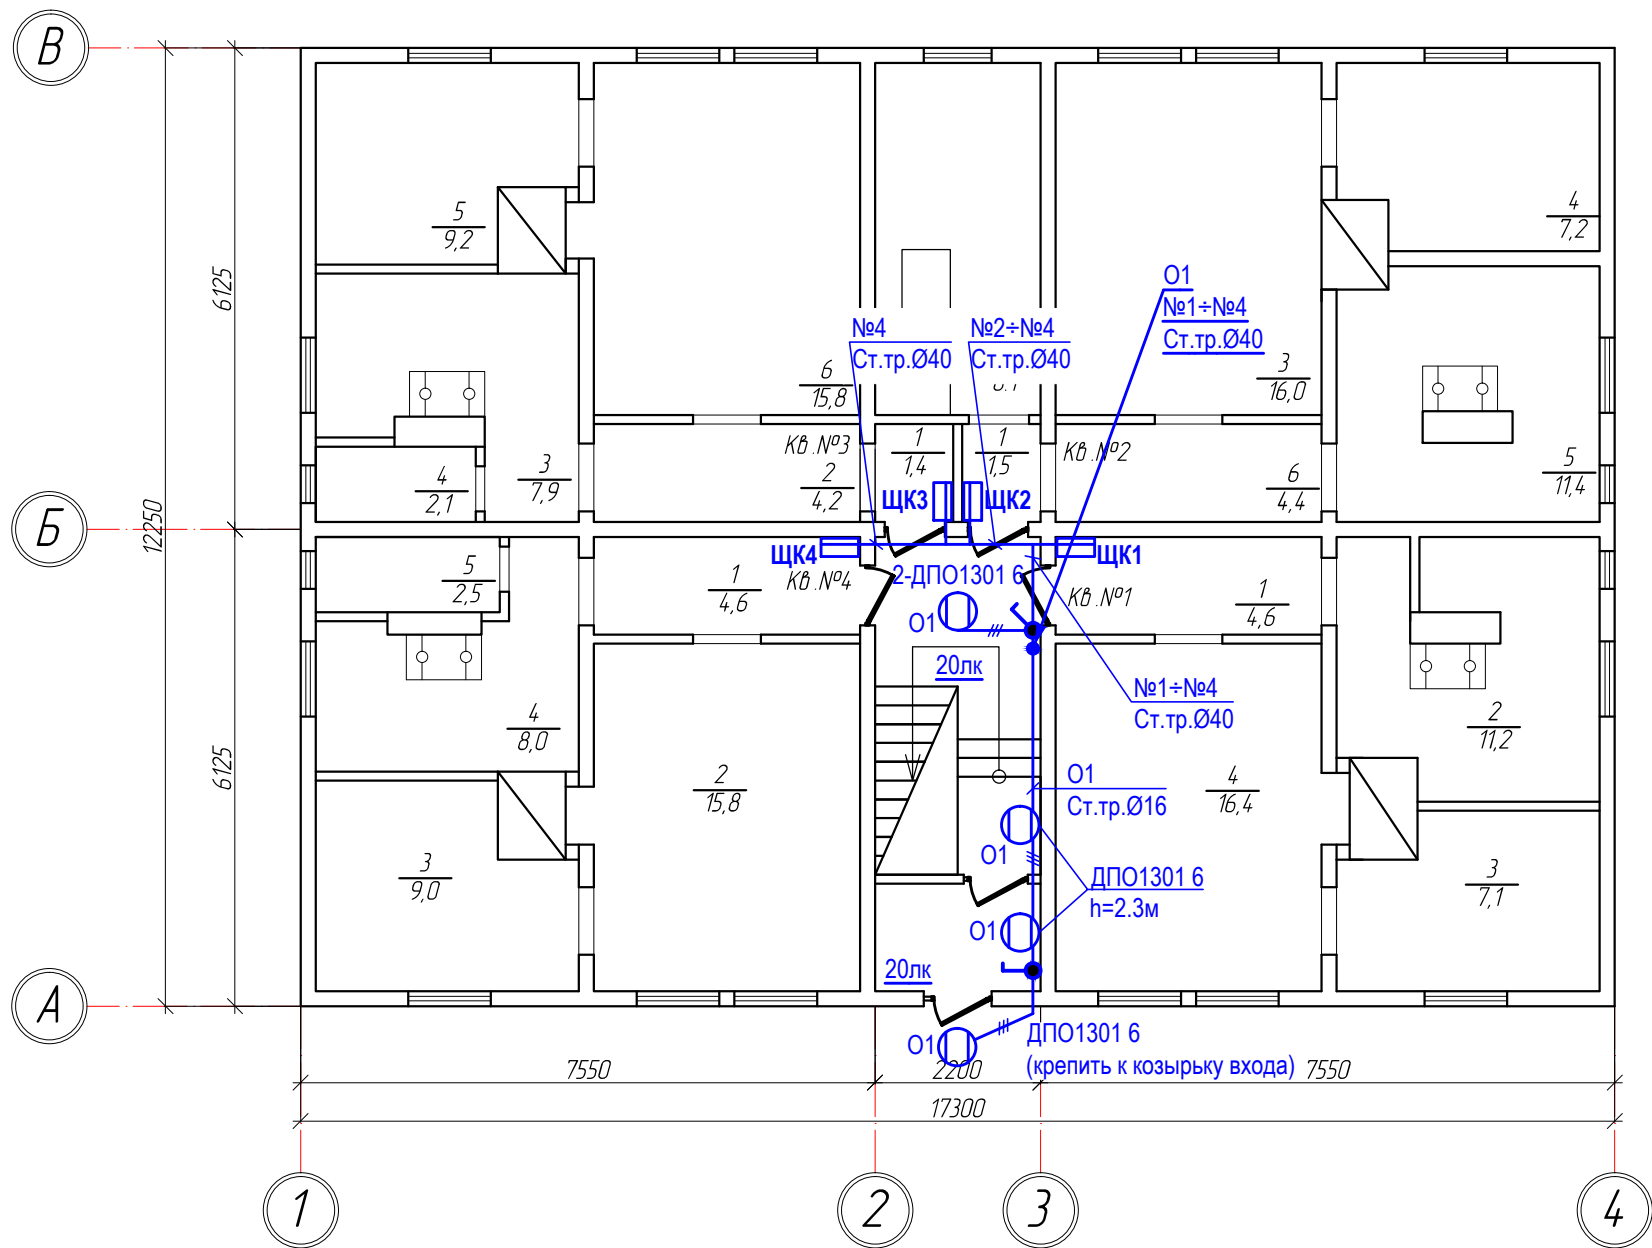 В
5
9,2
4
7,2
О1
№1÷№4
Ст.тр.Ø40
№4
Ст.тр.Ø40
№2÷№4
Ст.тр.Ø40
6125
6
15,8
3
16,0
Кв.№3
1
1,4
1
1,5
Кв.№2
3
7,9
4
2,1
2
4,2
6
4,4
5
11,4
ЩК3
ЩК2
Б
12250
ЩК4
ЩК1
5
2,5
1
4,6
Кв.№4
2-ДПО1301 6
Кв.№1
1
4,6
О1
20лк
№1÷№4
Ст.тр.Ø40
4
8,0
2
11,2
6125
2
15,8
О1
Ст.тр.Ø16
4
16,4
О1
3
9,0
ДПО1301 6
h=2.3м
3
7,1
О1
20лк
А
О1
ДПО1301 6
(крепить к козырьку входа)
7550
2200
7550
17300
1
2
3
4